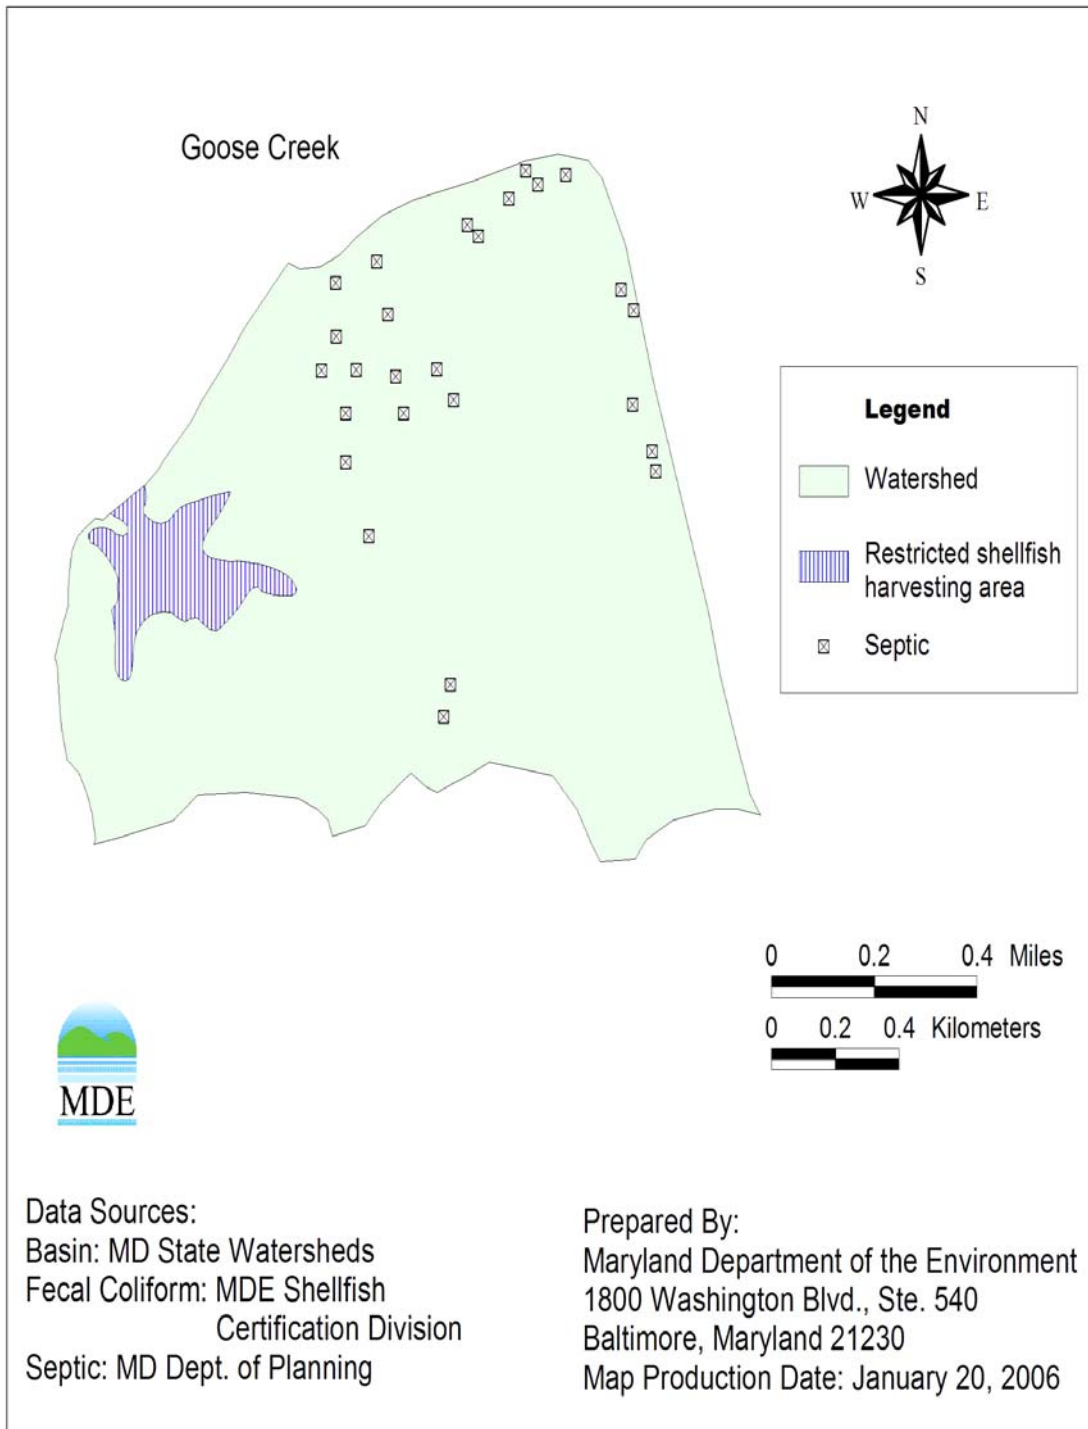 Goose Creek
N
W E
S
Legend
Watershed
Restricted shellfish
harvesting area
Septic
0 0.2 0.4 Miles
0 0.2 0.4 Kilometers
MDE
Data Sources:
Basin: MD State Watersheds
Fecal Coliform: MDE Shellfish
Certification Division
Septic: MD Dept. of Planning
Prepared By:
Maryland Department of the Environment
1800 Washington Blvd., Ste. 540
Baltimore, Maryland 21230
Map Production Date: January 20, 2006